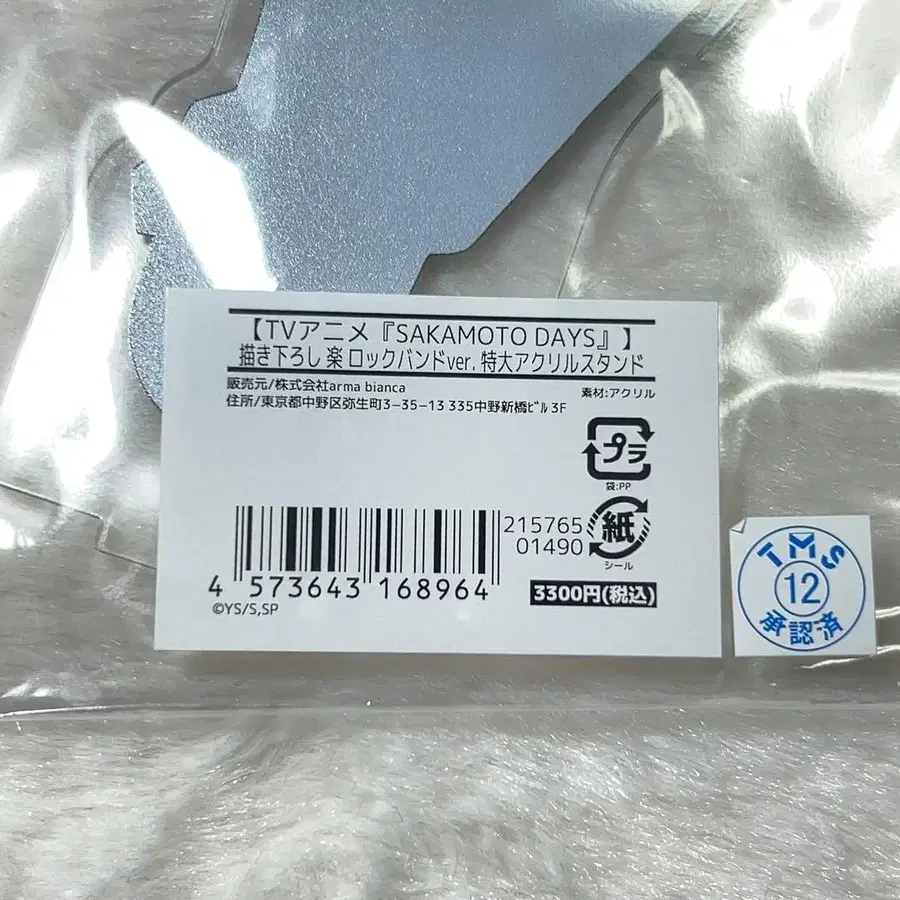 【TVアニメ『SAKAMOTO DAYS』】
描き下ろし 楽 ロックバンドver. 特大アクリルスタンド
販売元/株式会社arma bianca
素材:アクリル
住所/東京都中野区弥生町3-35-13 335中野新橋ビル 3F
プラ
袋:PP
215765
01490
紙
シール
4 573643 168964
3300円(税込)
©YS/S,SP
TMS
12
承認済